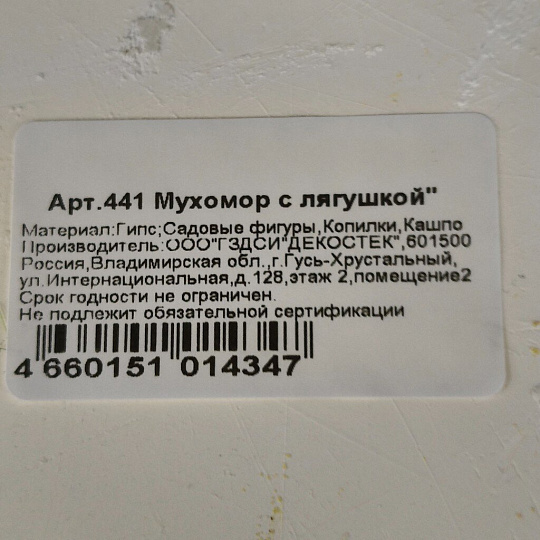 Арт.441 Мухомор с лягушкой"
Материал:Гипс;Садовые фигуры,Копилки,Кашпо
Производитель:ООО"ГЗДСИ"ДЕКОСТЕК",601500
Россия,Владимирская обл.,г.Гусь-Хрустальный,
ул.Интернациональная,д.128,этаж 2,помещение2
Срок годности не ограничен.
Не подлежит обязательной сертификации
4 660151 014347